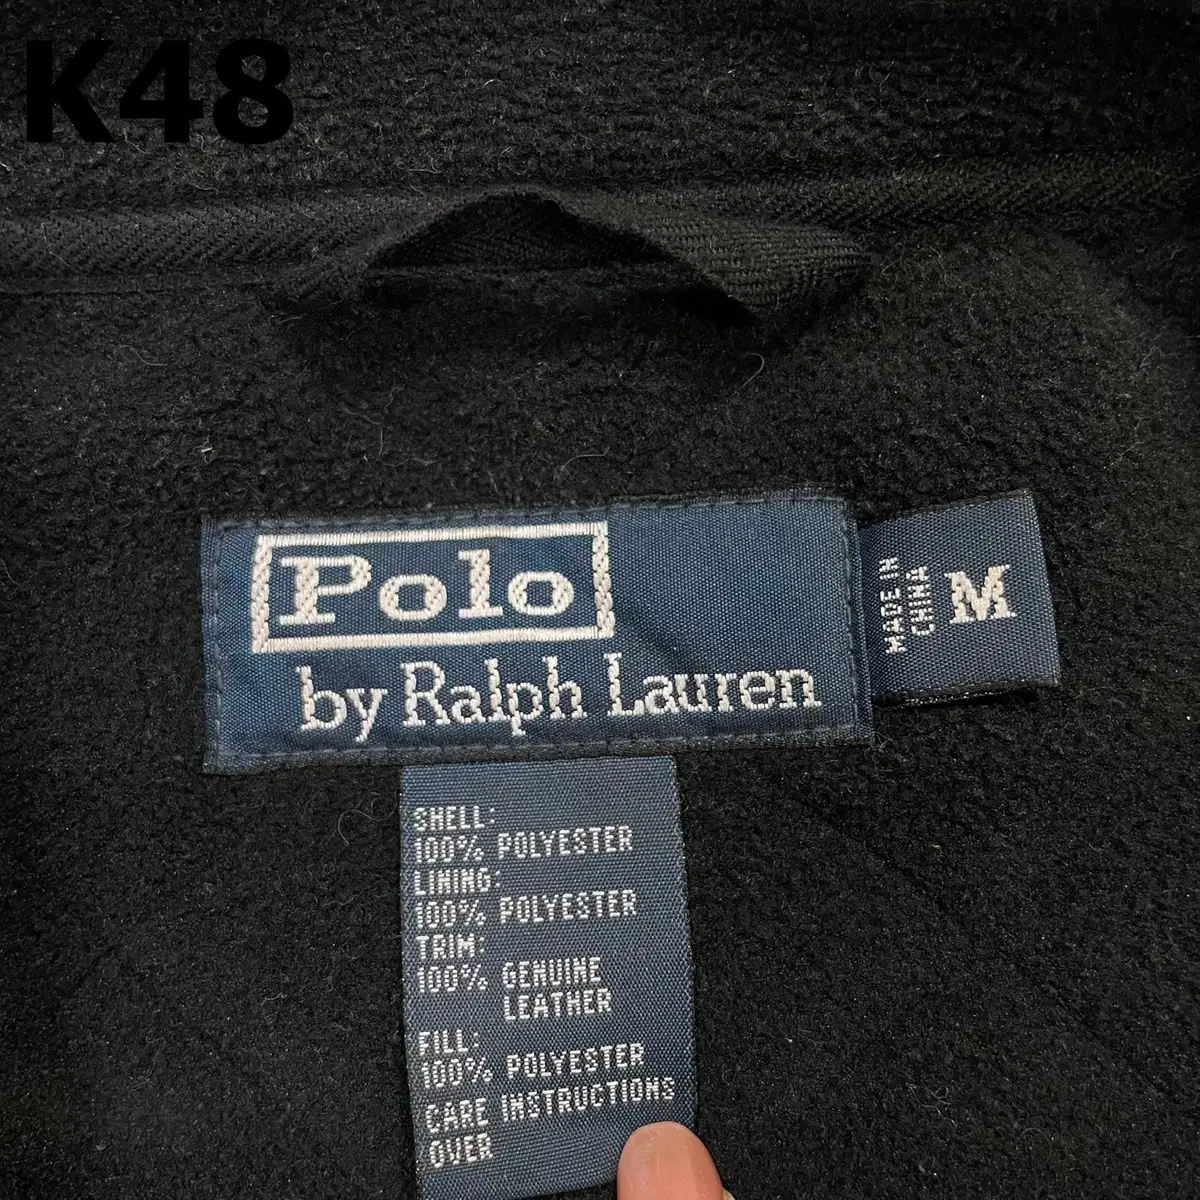 K48
Polo
by Ralph Lauren
MADE IN
CHINA
M
SHELL:
100% POLYESTER
LINING:
100% POLYESTER
TRIM:
100% GENUINE
LEATHER
FILL:
100% POLYESTER
CARE INSTRUCTIONS
OVER